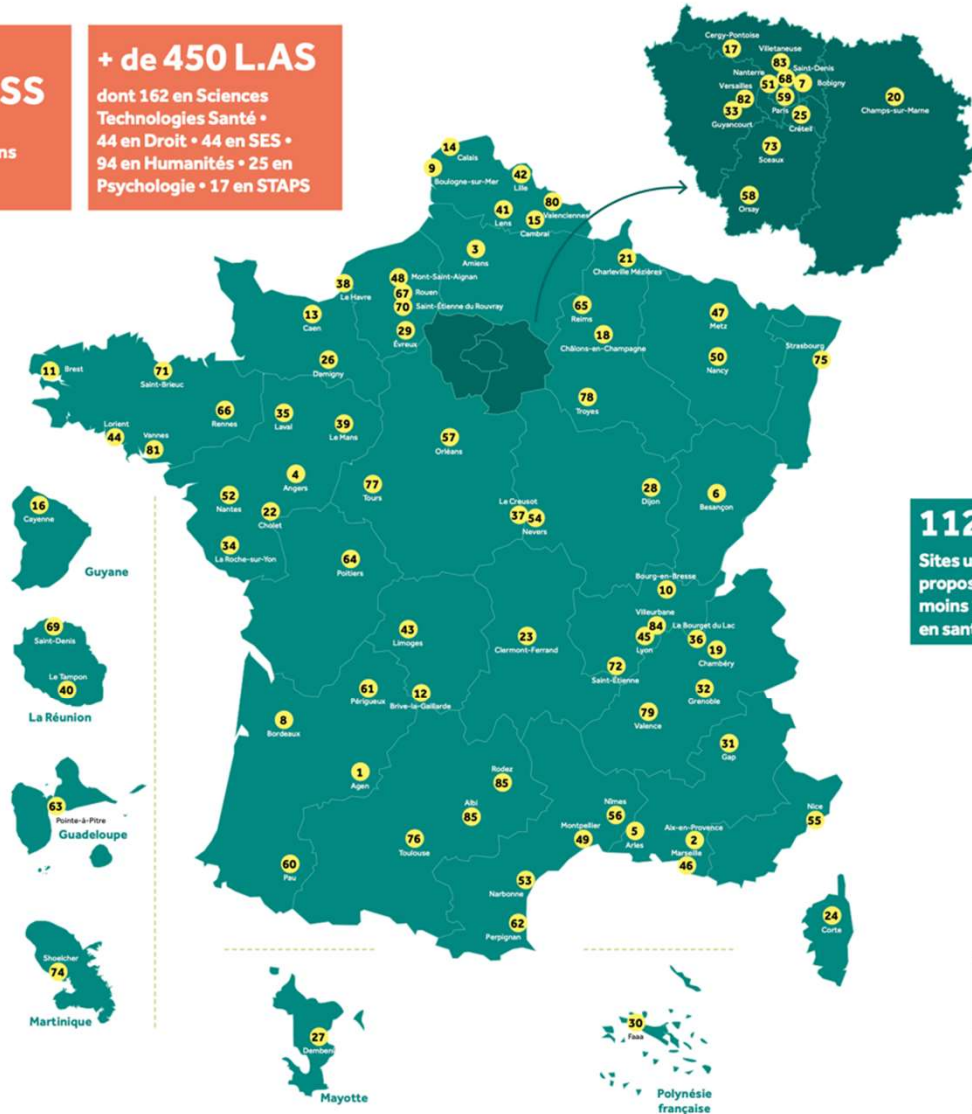 SS
ns
+ de 450 L.AS
dont 162 en Sciences
Technologies Santé •
44 en Droit • 44 en SES •
94 en Humanités • 25 en
Psychologie • 17 en STAPS
Cergy-Pontoise
17
Villetaneuse
83
Saint-Denis
68
Nanterre
51
7
Bobigny
Versailles
82
59
Paris
33
Guyancourt
25
Créteil
20
Champs-sur-Marne
73
Sceaux
58
Orsay
14
Calais
9
Boulogne-sur-Mer
42
Lille
41
Lens
80
Valenciennes
15
Cambrai
3
Amiens
21
Charleville Mézières
38
Le Havre
48
Mont-Saint-Aignan
67
Rouen
70
Saint-Étienne du Rouvray
13
Caen
29
Évreux
65
Reims
18
Châlons-en-Champagne
47
Metz
50
Nancy
Strasbourg
75
11
Brest
71
Saint-Brieuc
26
Damigny
78
Troyes
66
Rennes
35
Laval
39
Le Mans
Lorient
44
Vannes
81
57
Orléans
4
Angers
77
Tours
52
Nantes
22
Cholet
28
Dijon
6
Besançon
Le Creusot
37
54
Nevers
34
La Roche-sur-Yon
64
Poitiers
16
Cayenne
Guyane
112
Sites u
propos
moins
en sant
Bourg-en-Bresse
10
Villeurbane
84
45
Lyon
Le Bourget du Lac
36
19
Chambéry
43
Limoges
23
Clermont-Ferrand
72
Saint-Étienne
69
Saint-Denis
Le Tampon
40
La Réunion
61
Périgueux
12
Brive-la-Gaillarde
32
Grenoble
79
Valence
8
Bordeaux
31
Gap
1
Agen
Rodez
85
Albi
85
76
Toulouse
Nîmes
56
Montpellier
49
5
Arles
Aix-en-Provence
2
Marseille
46
Nice
55
63
Pointe-à-Pitre
Guadeloupe
60
Pau
53
Narbonne
62
Perpignan
24
Corte
Shoelcher
74
Martinique
27
Dembeni
Mayotte
30
Faaa
Polynésie
française